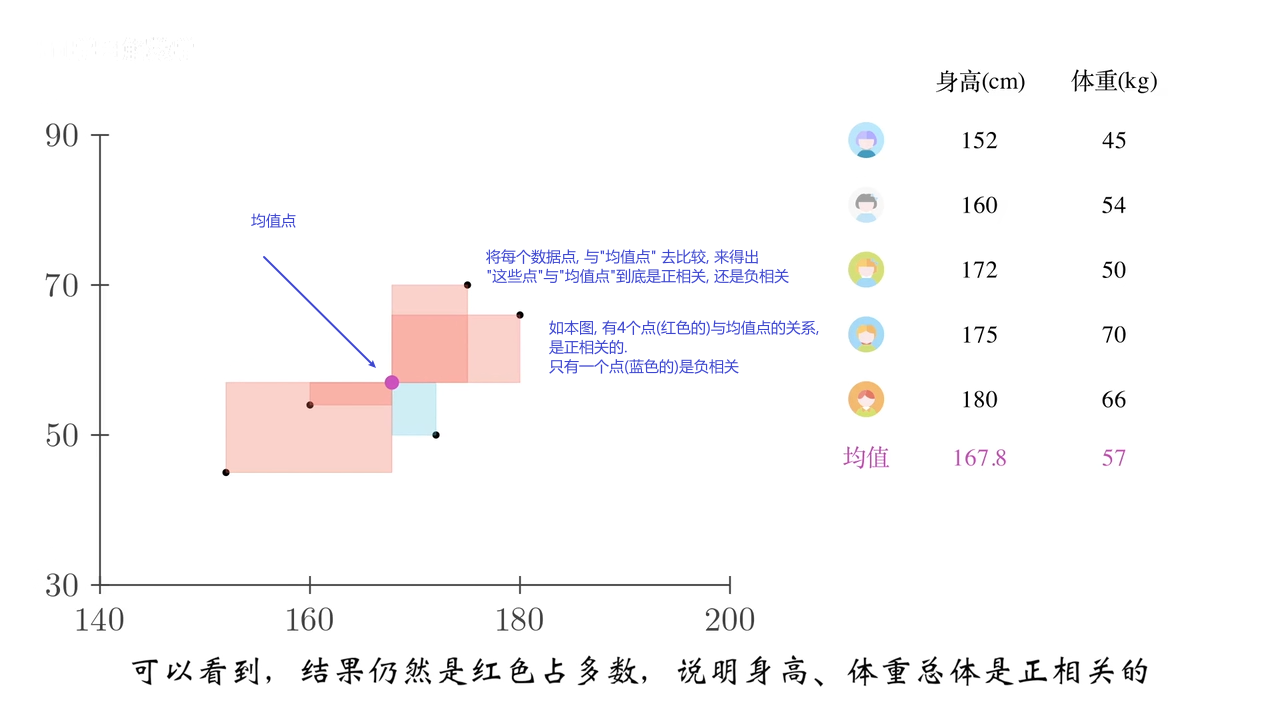 身高(cm) 体重(kg)
152 45
160 54
172 50
175 70
180 66
均值 167.8 57
90
70
50
30
140 160 180 200
均值点
将每个数据点, 与"均值点" 去比较, 来得出
"这些点"与"均值点"到底是正相关, 还是负相关
如本图, 有4个点(红色的)与均值点的关系,
是正相关的.
只有一个点(蓝色的)是负相关
可以看到, 结果仍然是红色占多数, 说明身高、体重总体是正相关的